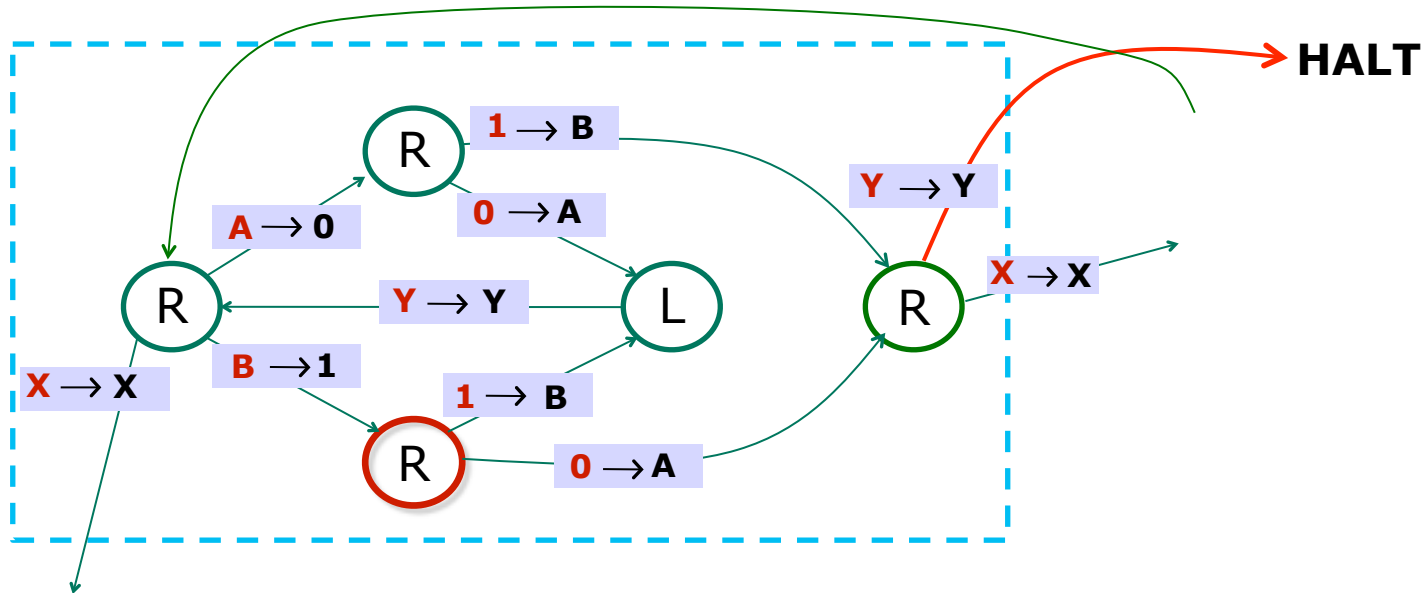 HALT
R
1 → B
Y → Y
0 → A
A → 0
R
Y → Y
L
R
X → X
B → 1
X → X
1 → B
R
0 → A